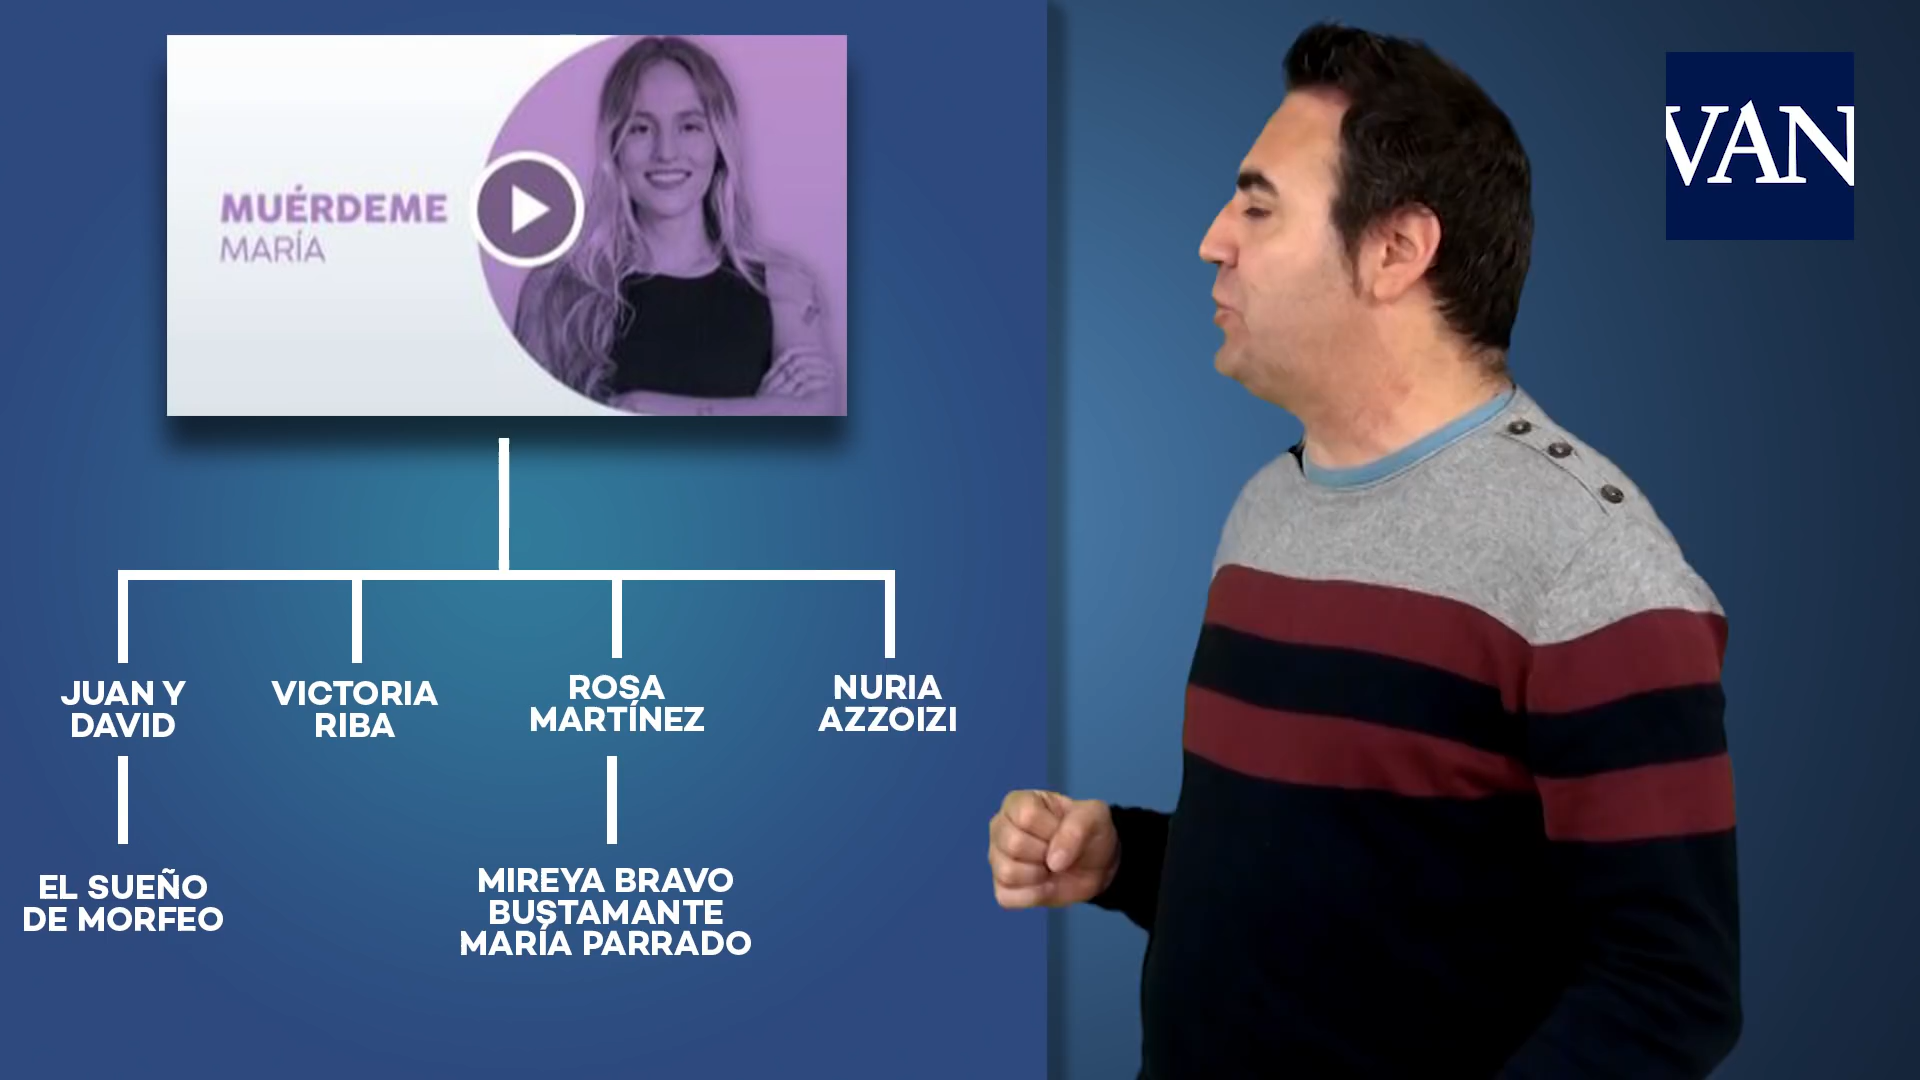 MUÉRDEME
MARÍA
VAN
JUAN Y
DAVID
VICTORIA
RIBA
ROSA
MARTÍNEZ
NURIA
AZZOIZI
EL SUEÑO
DE MORFEO
MIREYA BRAVO
BUSTAMANTE
MARÍA PARRADO